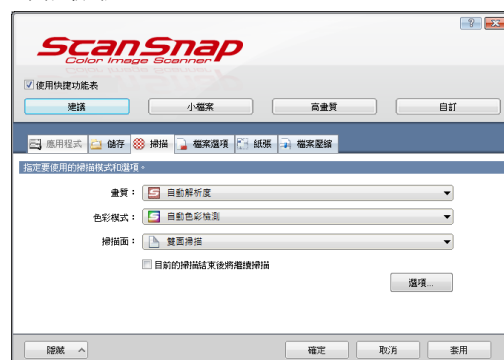 ScanSnap
Color Image Scanner
使用快捷功能表
建議 小檔案 高畫質 自訂
應用程式 儲存 掃描 檔案選項 紙張 檔案壓縮
指定要使用的掃描模式和選項。
畫質： 自動解析度
色彩模式： 自動色彩檢測
掃描面： 雙面掃描
目前的掃描結束後將繼續掃描
選項...
隱藏 確定 取消 套用